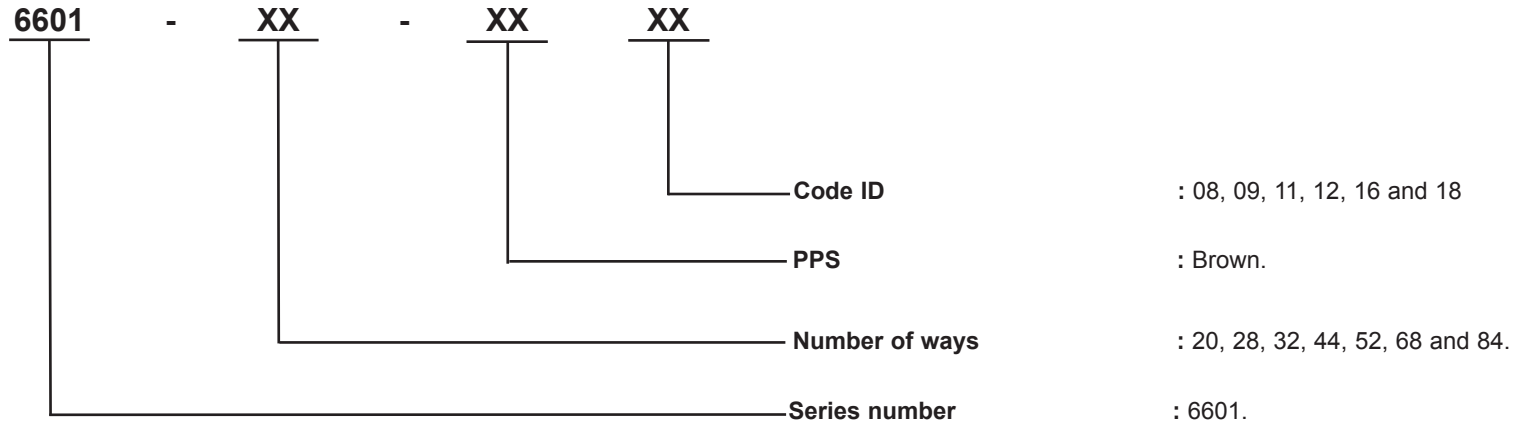 6601 - XX - XX XX
Code ID : 08, 09, 11, 12, 16 and 18
PPS : Brown.
Number of ways : 20, 28, 32, 44, 52, 68 and 84.
Series number : 6601.